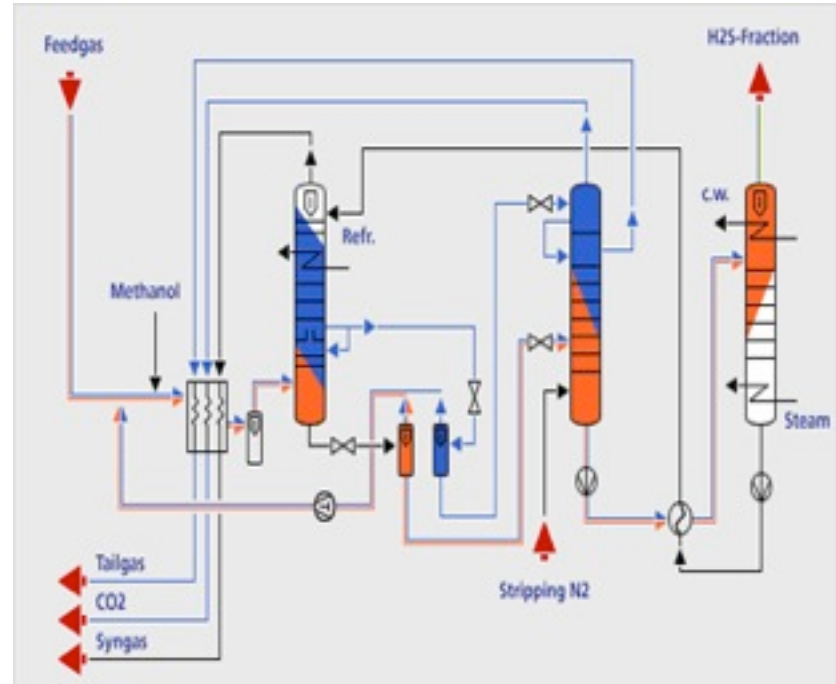 Feedgas
H2S-Fraction
C.W.
Refr.
Methanol
Steam
Tailgas
CO2
Syngas
Stripping N2